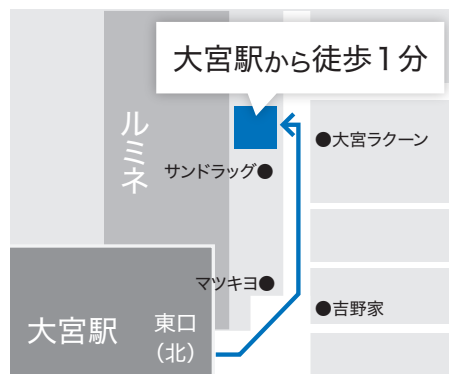 大宮駅から徒歩1分
ルミネ
●大宮ラクーン
サンドラッグ●
マツキヨ●
●吉野家
大宮駅
東口
（北）